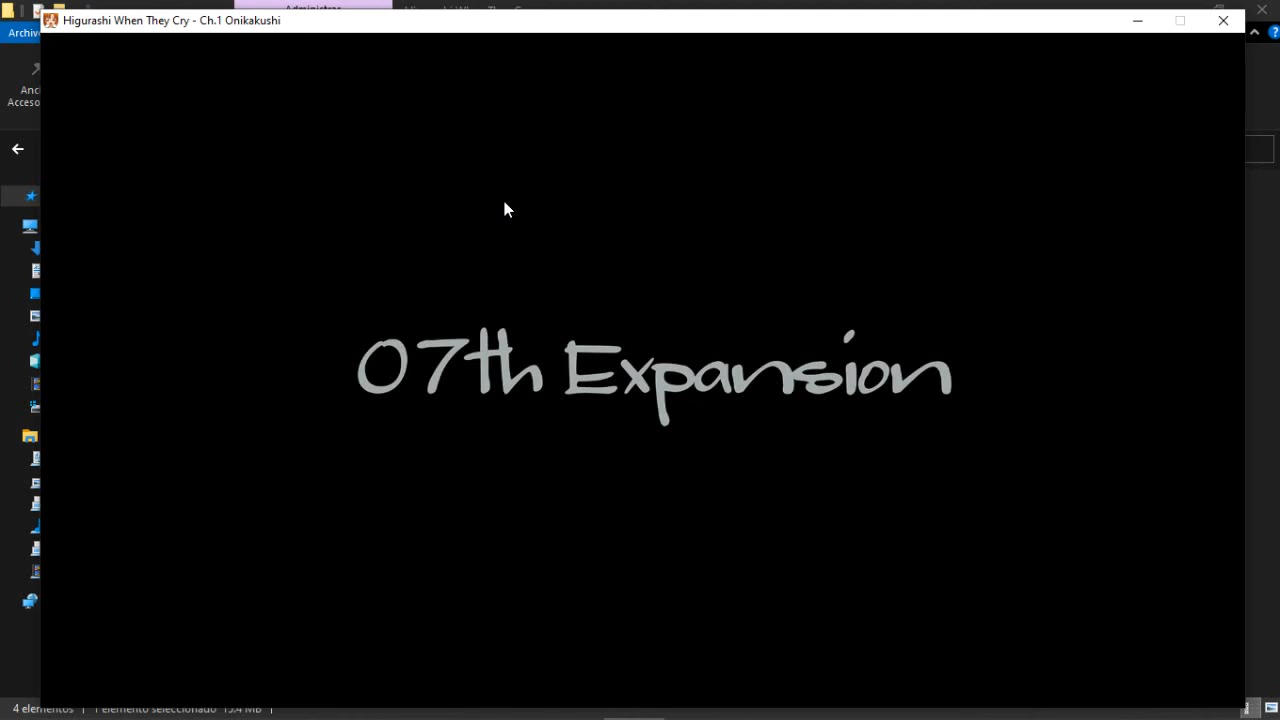 Higurashi When They Cry - Ch.1 Onikakushi
Archiv
Anc
Acceso
07th Expansion
4 elementos
1 elemento seleccionado 15.4 MB